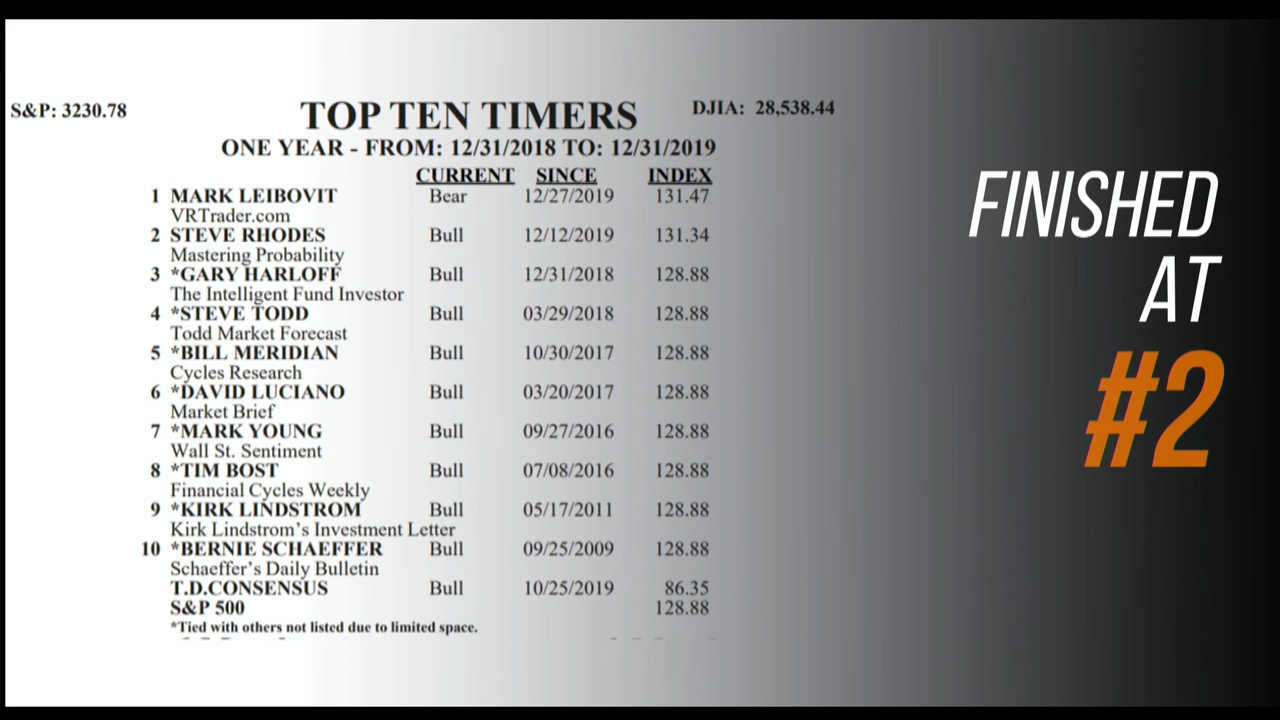 S&P: 3230.78
TOP TEN TIMERS
DJIA: 28,538.44
ONE YEAR - FROM: 12/31/2018 TO: 12/31/2019
CURRENT SINCE INDEX
1 MARK LEIBOVIT Bear 12/27/2019 131.47
VRTrader.com
2 STEVE RHODES Bull 12/12/2019 131.34
Mastering Probability
3 *GARY HARLOFF Bull 12/31/2018 128.88
The Intelligent Fund Investor
4 *STEVE TODD Bull 03/29/2018 128.88
Todd Market Forecast
5 *BILL MERIDIAN Bull 10/30/2017 128.88
Cycles Research
6 *DAVID LUCIANO Bull 03/20/2017 128.88
Market Brief
7 *MARK YOUNG Bull 09/27/2016 128.88
Wall St. Sentiment
8 *TIM BOST Bull 07/08/2016 128.88
Financial Cycles Weekly
9 *KIRK LINDSTROM Bull 05/17/2011 128.88
Kirk Lindstrom's Investment Letter
10 *BERNIE SCHAEFFER Bull 09/25/2009 128.88
Schaeffer's Daily Bulletin
T.D.CONSENSUS Bull 10/25/2019 86.35
S&P 500 128.88
*Tied with others not listed due to limited space.
FINISHED
AT
#2